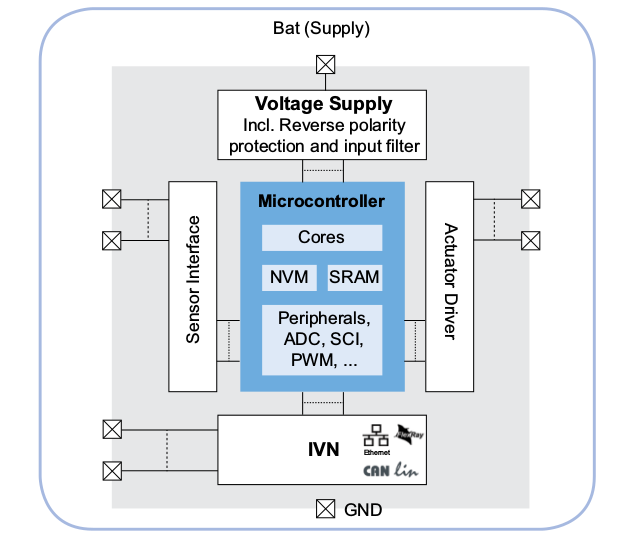 Bat (Supply)
Voltage Supply
Incl. Reverse polarity
protection and input filter
Microcontroller
Cores
NVM
SRAM
Peripherals,
ADC, SCI,
PWM, ...
Sensor Interface
Actuator Driver
IVN
Ethernet
CAN
lin
GND